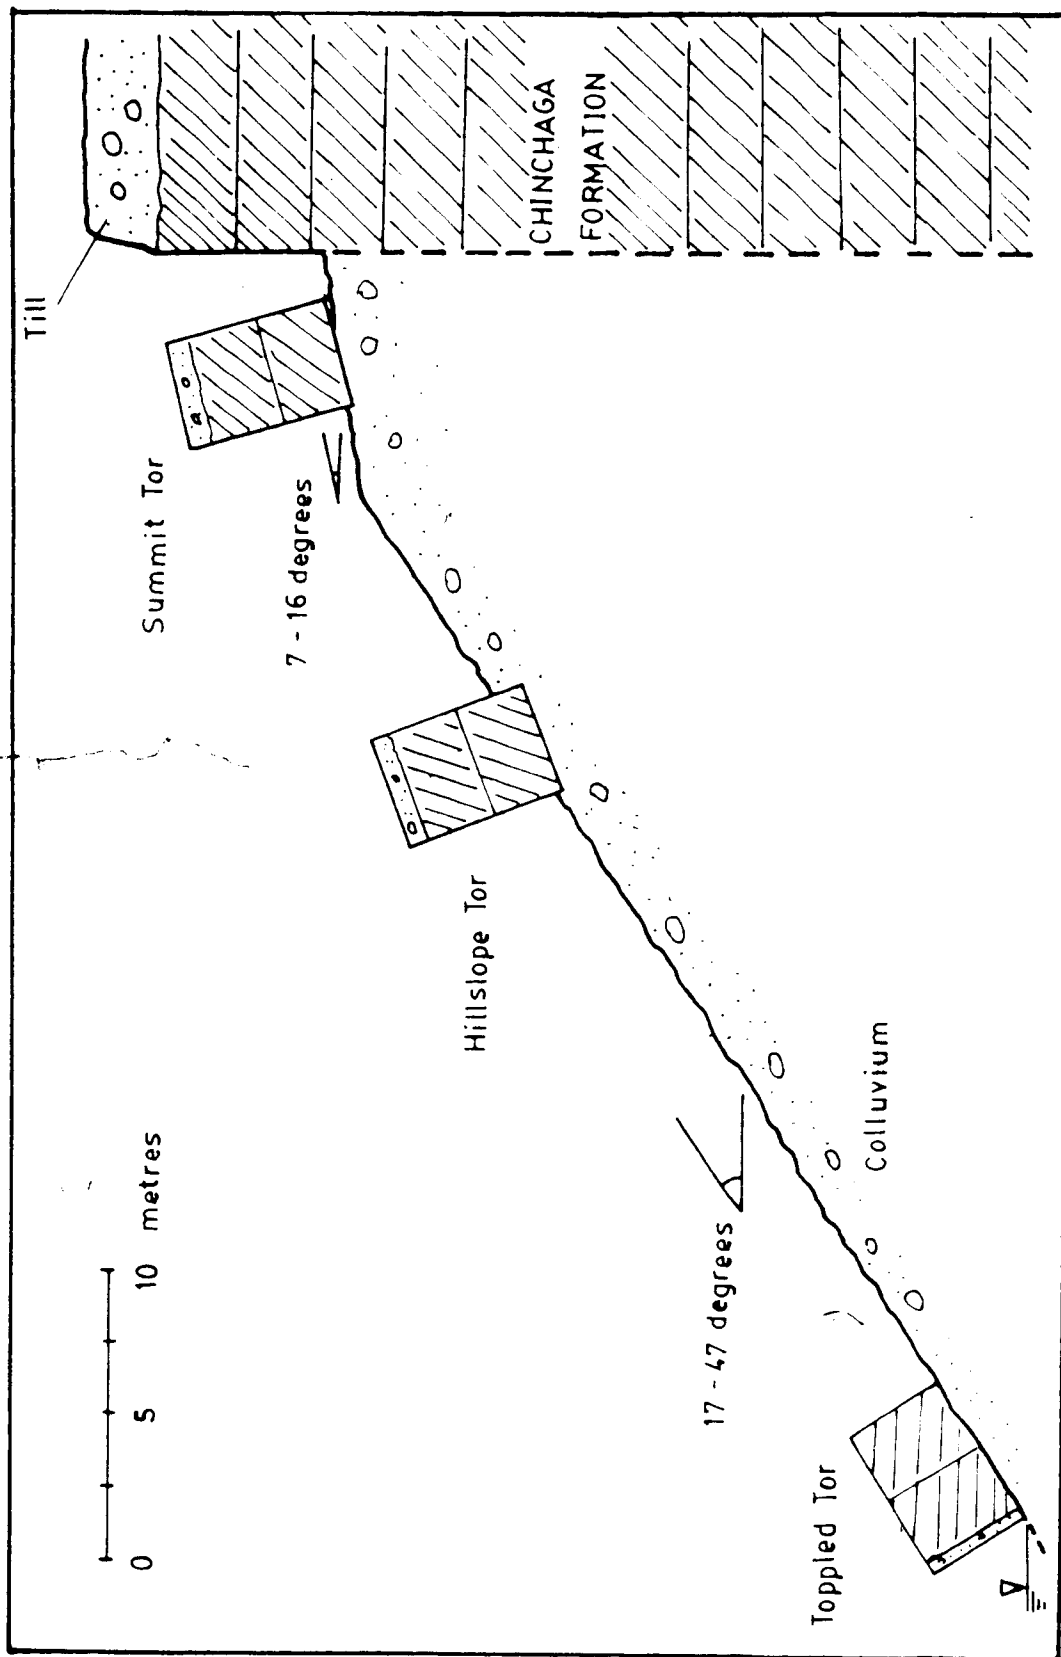 Till
Summit Tor
7 - 16 degrees
CHINCHAGA
FORMATION
Hillslope Tor
0 5 10 metres
17 - 47 degrees
Colluvium
Toppled Tor